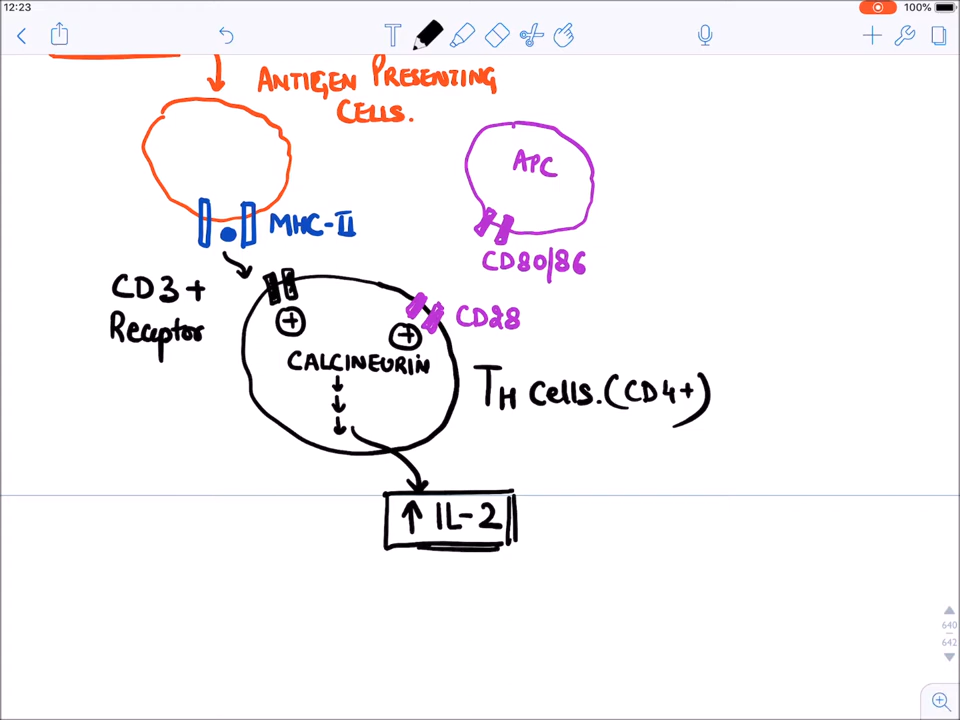 12:23
100%
T
ANTIGEN PRESENTING
CELLS.
APC
MHC-II
CD80/86
CD3+
Receptor
+
+
CD28
CALCINEURIN
TH Cells. (CD4+)
↑ IL-2
640
642